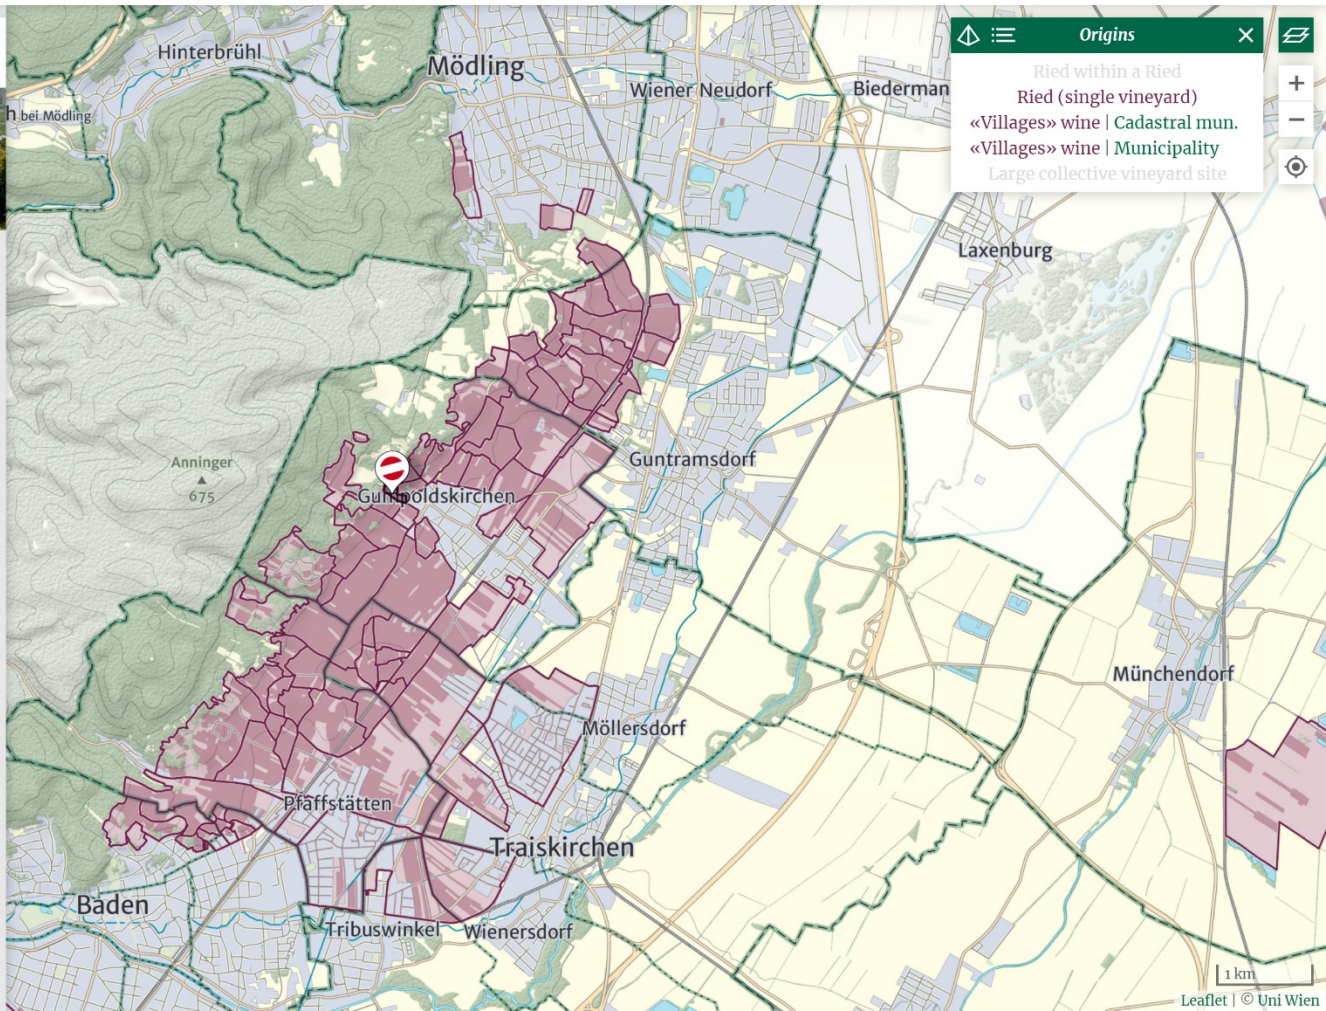 Hinterbrühl
Mödling
Wiener Neudorf
Biederman
h bei Mödling
Origins
Ried within a Ried
Ried (single vineyard)
«Villages» wine | Cadastral mun.
«Villages» wine | Municipality
Large collective vineyard site
+
−
Laxenburg
Anninger
675
Guntramsdorf
Gumpoldskirchen
Münchendorf
Möllersdorf
Pfaffstätten
Traiskirchen
Baden
Tribuswinkel
Wienersdorf
1 km
Leaflet | © Uni Wien